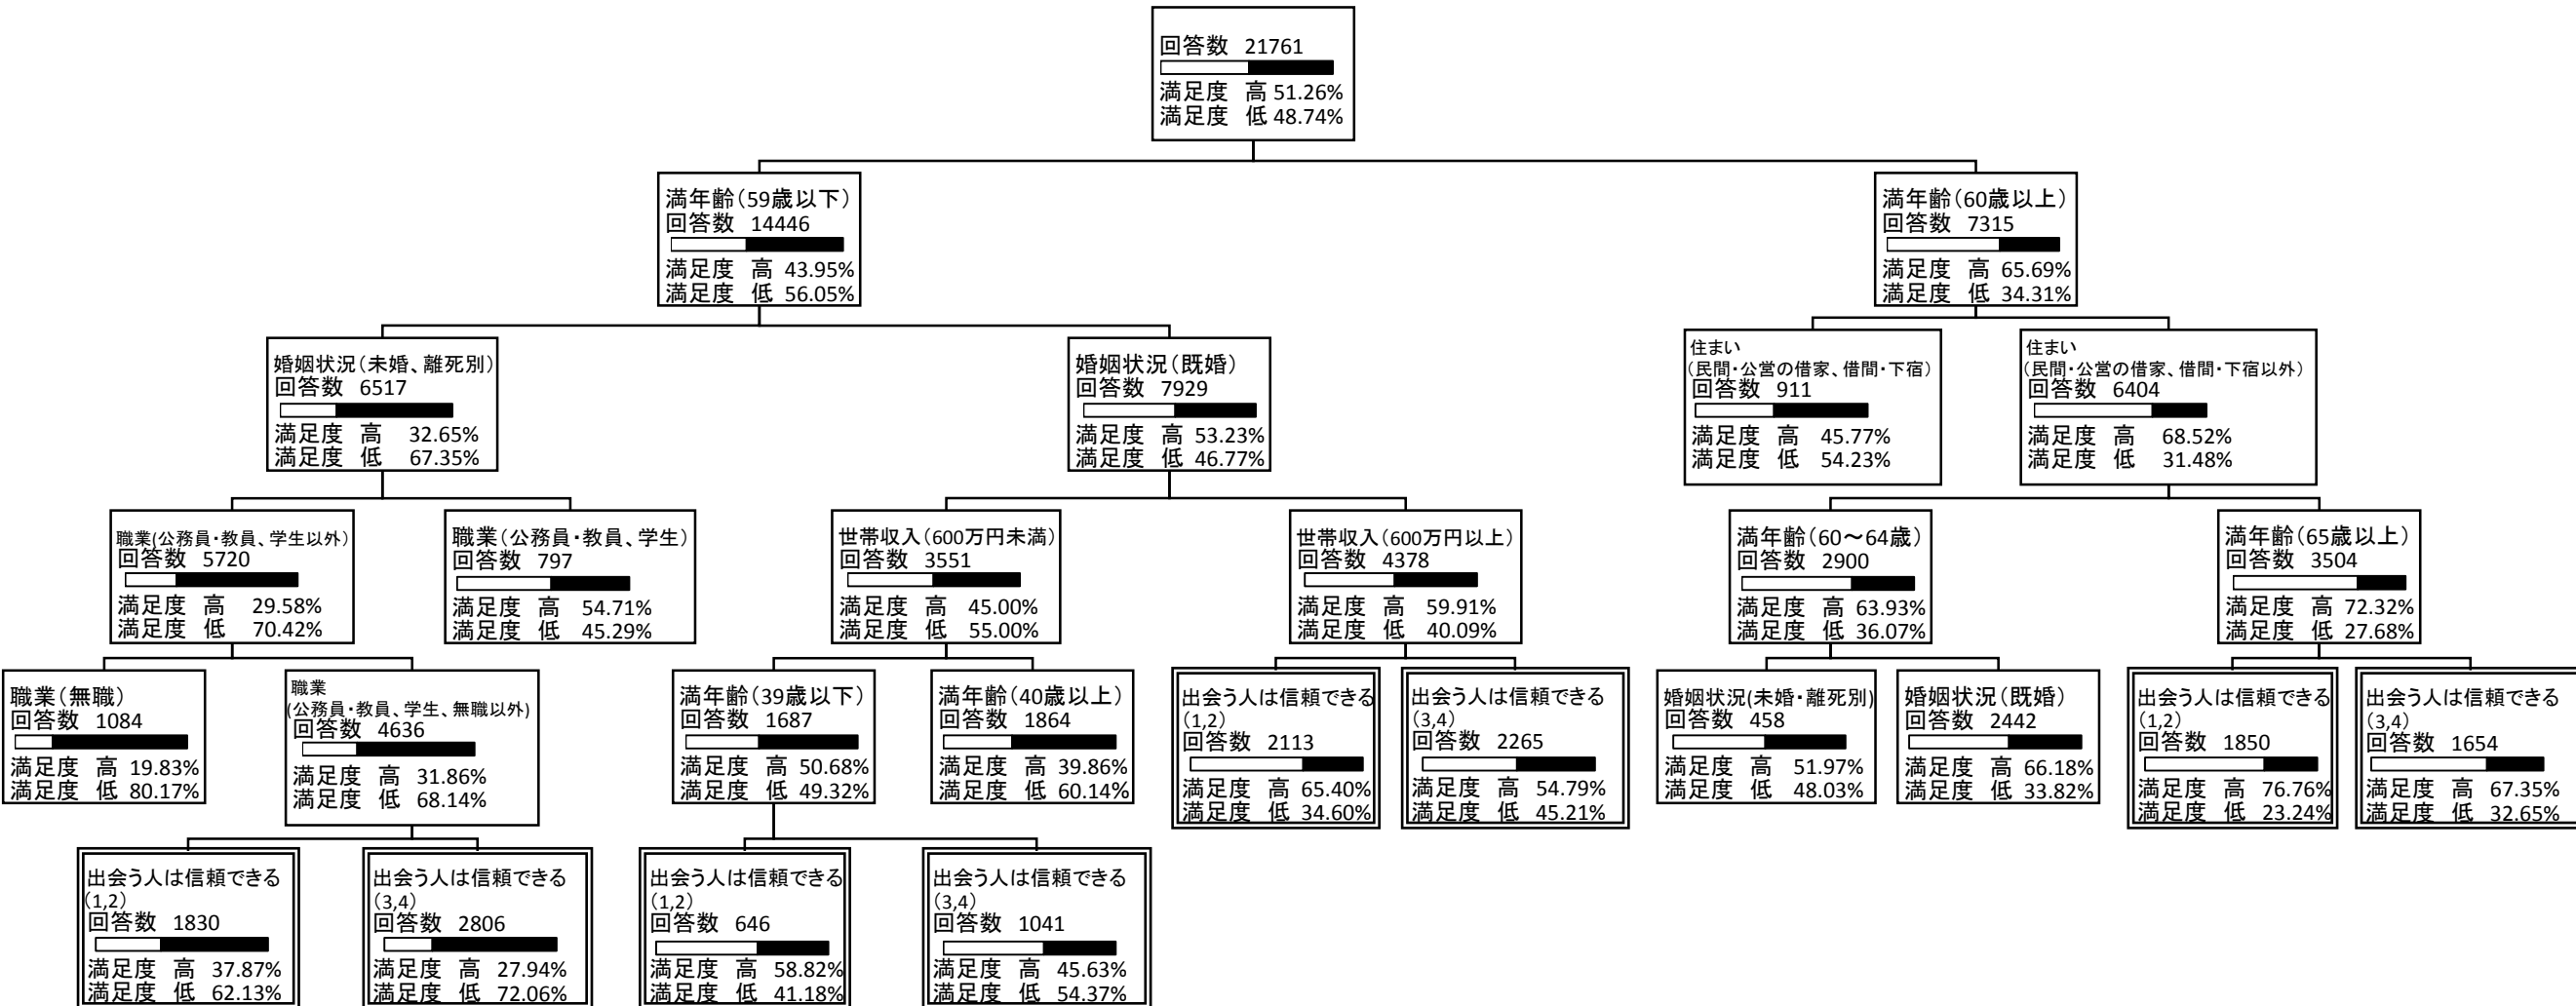 回答数 21761
満足度 高 51.26%
満足度 低 48.74%
満年齢(59歳以下)
回答数 14446
満足度 高 43.95%
満足度 低 56.05%
満年齢(60歳以上)
回答数 7315
満足度 高 65.69%
満足度 低 34.31%
婚姻状況(未婚、離死別)
回答数 6517
満足度 高 32.65%
満足度 低 67.35%
婚姻状況(既婚)
回答数 7929
満足度 高 53.23%
満足度 低 46.77%
住まい
(民間・公営の借家、借間・下宿)
回答数 911
満足度 高 45.77%
満足度 低 54.23%
住まい
(民間・公営の借家、借間・下宿以外)
回答数 6404
満足度 高 68.52%
満足度 低 31.48%
職業(公務員・教員、学生以外)
回答数 5720
満足度 高 29.58%
満足度 低 70.42%
職業(公務員・教員、学生)
回答数 797
満足度 高 54.71%
満足度 低 45.29%
世帯収入(600万円未満)
回答数 3551
満足度 高 45.00%
満足度 低 55.00%
世帯収入(600万円以上)
回答数 4378
満足度 高 59.91%
満足度 低 40.09%
満年齢(60～64歳)
回答数 2900
満足度 高 63.93%
満足度 低 36.07%
満年齢(65歳以上)
回答数 3504
満足度 高 72.32%
満足度 低 27.68%
職業(無職)
回答数 1084
満足度 高 19.83%
満足度 低 80.17%
職業
(公務員・教員、学生、無職以外)
回答数 4636
満足度 高 31.86%
満足度 低 68.14%
満年齢(39歳以下)
回答数 1687
満足度 高 50.68%
満足度 低 49.32%
満年齢(40歳以上)
回答数 1864
満足度 高 39.86%
満足度 低 60.14%
出会う人は信頼できる
(1,2)
回答数 2113
満足度 高 65.40%
満足度 低 34.60%
出会う人は信頼できる
(3,4)
回答数 2265
満足度 高 54.79%
満足度 低 45.21%
婚姻状況(未婚・離死別)
回答数 458
満足度 高 51.97%
満足度 低 48.03%
婚姻状況(既婚)
回答数 2442
満足度 高 66.18%
満足度 低 33.82%
出会う人は信頼できる
(1,2)
回答数 1850
満足度 高 76.76%
満足度 低 23.24%
出会う人は信頼できる
(3,4)
回答数 1654
満足度 高 67.35%
満足度 低 32.65%
出会う人は信頼できる
(1,2)
回答数 1830
満足度 高 37.87%
満足度 低 62.13%
出会う人は信頼できる
(3,4)
回答数 2806
満足度 高 27.94%
満足度 低 72.06%
出会う人は信頼できる
(1,2)
回答数 646
満足度 高 58.82%
満足度 低 41.18%
出会う人は信頼できる
(3,4)
回答数 1041
満足度 高 45.63%
満足度 低 54.37%